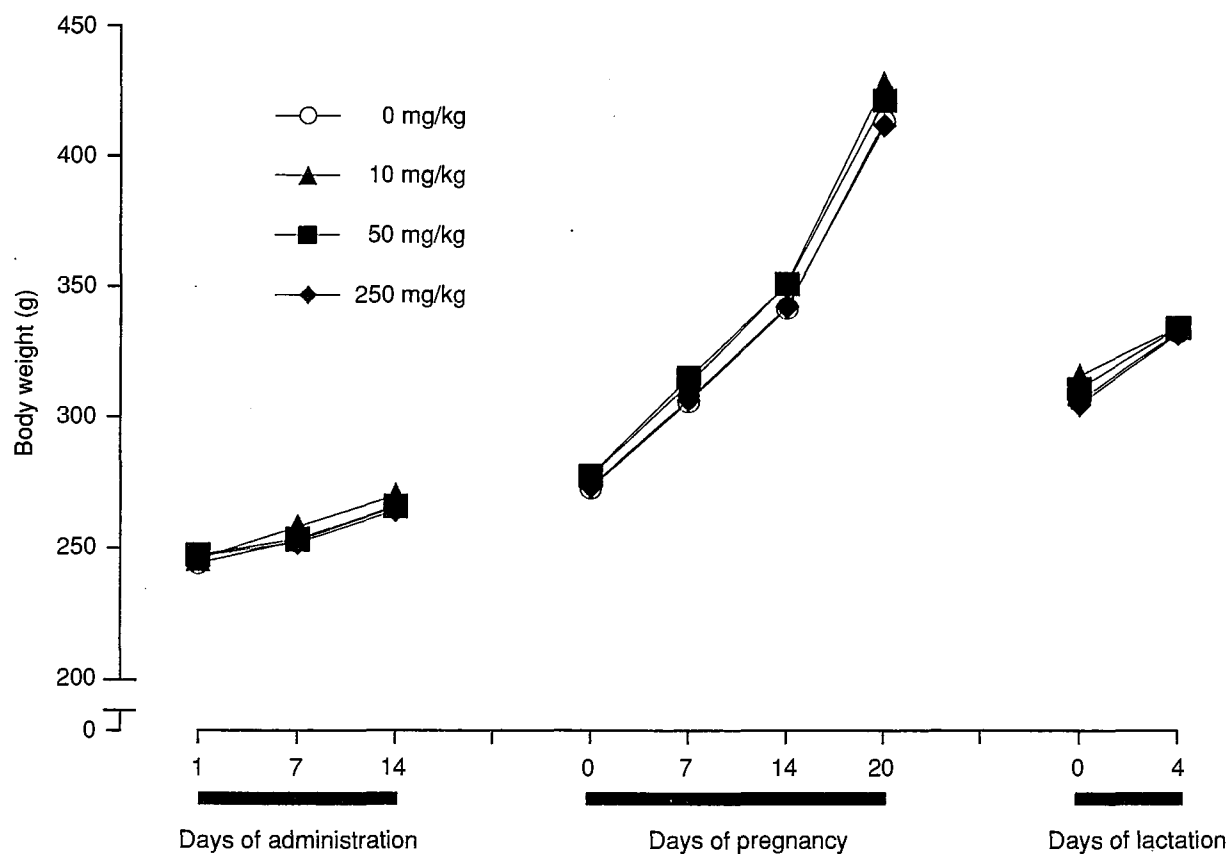 450
400
350
300
250
200
0
Body weight (g)
0 mg/kg
10 mg/kg
50 mg/kg
250 mg/kg
1 7 14 0 7 14 20 0 4
Days of administration Days of pregnancy Days of lactation